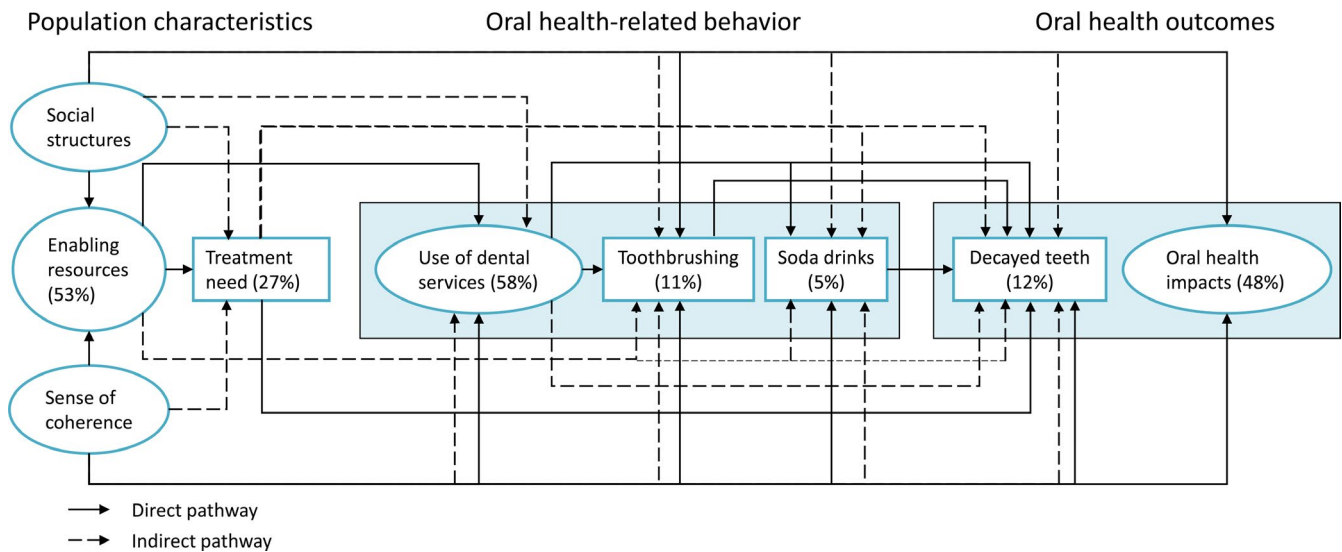 Population characteristics
Oral health-related behavior
Oral health outcomes
Social
structures
Enabling
resources
(53%)
Treatment
need (27%)
Use of dental
services (58%)
Toothbrushing
(11%)
Soda drinks
(5%)
Decayed teeth
(12%)
Oral health
impacts (48%)
Sense of
coherence
Direct pathway
Indirect pathway